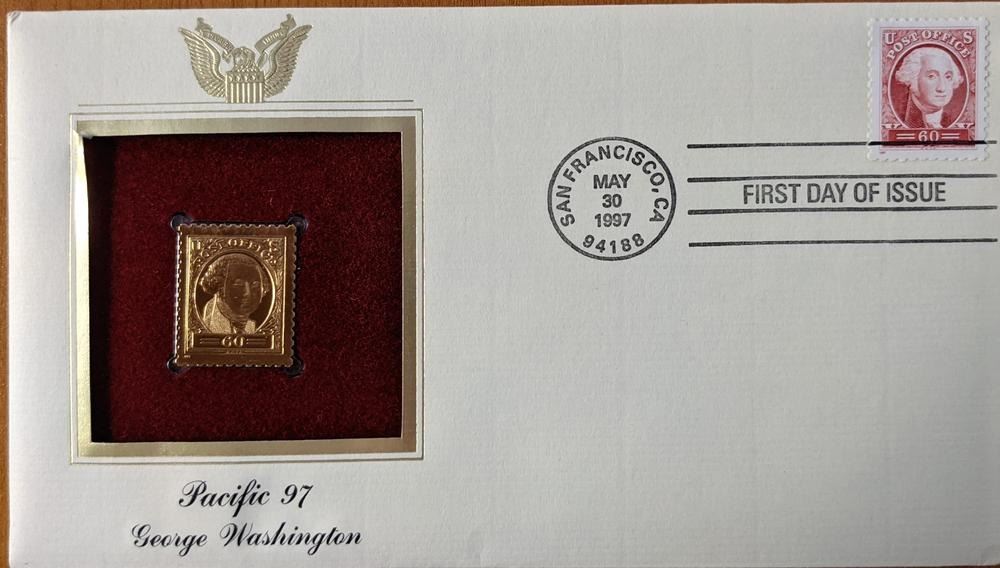 U S
POST OFFICE
60
SAN FRANCISCO, CA
MAY
30
1997
94188
FIRST DAY OF ISSUE
U S
POST OFFICE
60
Pacific 97
George Washington